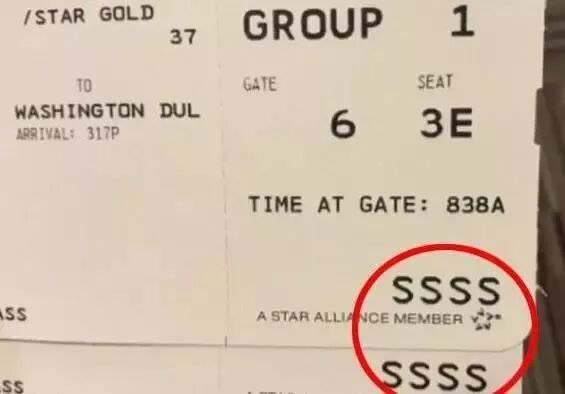 /STAR GOLD
37
GROUP 1
TO
WASHINGTON DUL
ARRIVAL: 317P
GATE SEAT
6 3E
TIME AT GATE: 838A
SSSS
A STAR ALLIANCE MEMBER
ASS
SSSS
SS